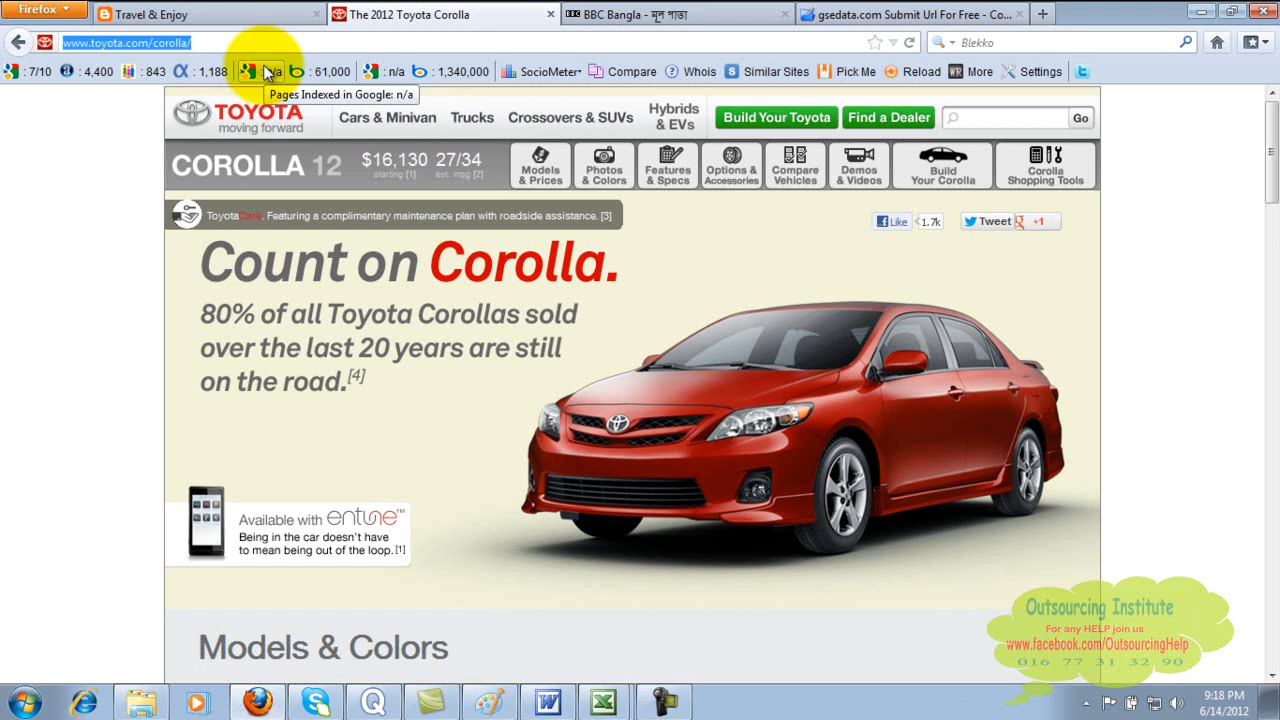 Firefox
Travel & Enjoy
The 2012 Toyota Corolla
BBC Bangla - মূল পাতা
gsedata.com Submit Url For Free - Co...
www.toyota.com/corolla/
Blekko
: 7/10
: 4,400
: 843
: 1,188
: n/a
: 61,000
: n/a
: 1,340,000
SocioMeter
Compare
Whois
Similar Sites
Pick Me
Reload
More
Settings
Pages Indexed in Google: n/a
TOYOTA
moving forward
Cars & Minivan
Trucks
Crossovers & SUVs
Hybrids
& EVs
Build Your Toyota
Find a Dealer
Go
COROLLA 12
$16,130 27/34
starting [1] est. mpg [2]
Models
& Prices
Photos
& Colors
Features
& Specs
Options &
Accessories
Compare
Vehicles
Demos
& Videos
Build
Your Corolla
Corolla
Shopping Tools
ToyotaCare. Featuring a complimentary maintenance plan with roadside assistance. [3]
Like
1.7k
Tweet
+1
Count on Corolla.
80% of all Toyota Corollas sold
over the last 20 years are still
on the road.[4]
Available with entune™
Being in the car doesn't have
to mean being out of the loop.[1]
Models & Colors
Outsourcing Institute
For any HELP join us
www.facebook.com/OutsourcingHelp
016 77 31 32 90
9:18 PM
6/14/2012